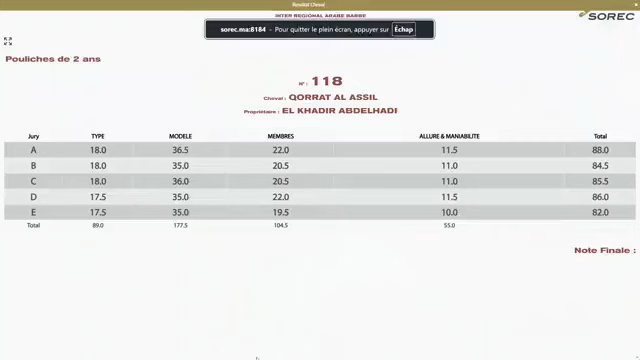 Resultat Cheval
INTER REGIONAL ARABE BARBE
SOREC
sorec.ma:8184 - Pour quitter le plein écran, appuyer sur Échap
Pouliches de 2 ans
N° : 118
Cheval : QORRAT AL ASSIL
Propriétaire : EL KHADIR ABDELHADI
Jury TYPE MODELE MEMBRES ALLURE & MANIABILITE Total
A 18.0 36.5 22.0 11.5 88.0
B 18.0 35.0 20.5 11.0 84.5
C 18.0 36.0 20.5 11.0 85.5
D 17.5 35.0 22.0 11.5 86.0
E 17.5 35.0 19.5 10.0 82.0
Total 89.0 177.5 104.5 55.0
Note Finale :